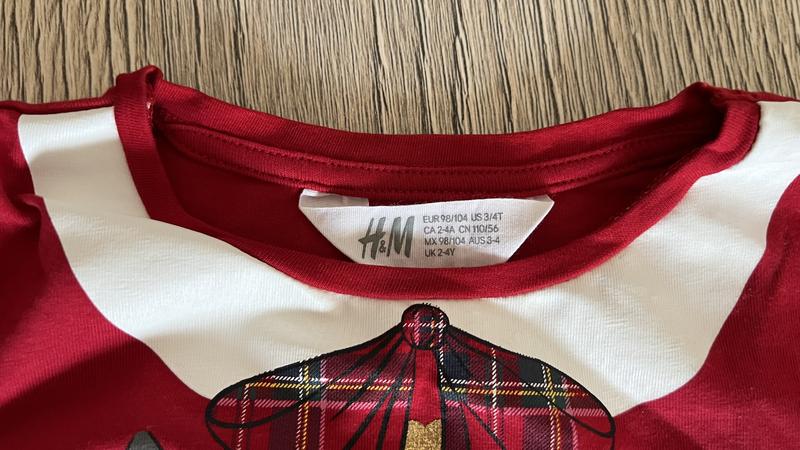 H&M
EUR 98/104 US 3/4T
CA 2-4A CN 110/56
MX 98/104 AUS 3-4
UK 2-4Y